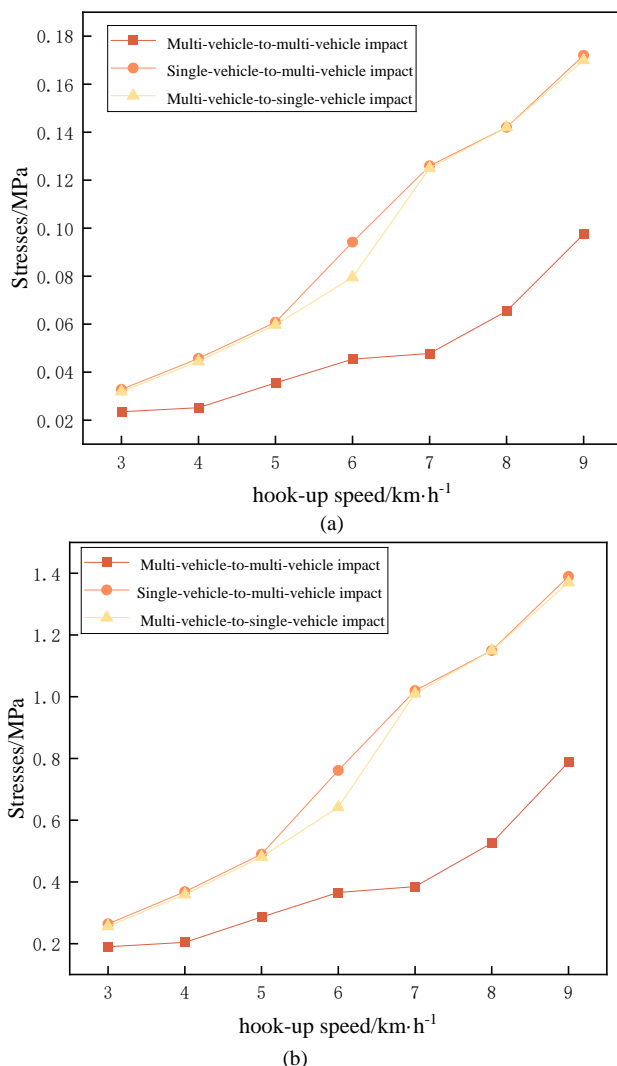 0.18
0.16
0.14
0.12
0.10
0.08
0.06
0.04
0.02
Stresses/MPa
Multi-vehicle-to-multi-vehicle impact
Single-vehicle-to-multi-vehicle impact
Multi-vehicle-to-single-vehicle impact
3 4 5 6 7 8 9
hook-up speed/km·h⁻¹
(a)
1.4
1.2
1.0
0.8
0.6
0.4
0.2
Stresses/MPa
Multi-vehicle-to-multi-vehicle impact
Single-vehicle-to-multi-vehicle impact
Multi-vehicle-to-single-vehicle impact
3 4 5 6 7 8 9
hook-up speed/km·h⁻¹
(b)